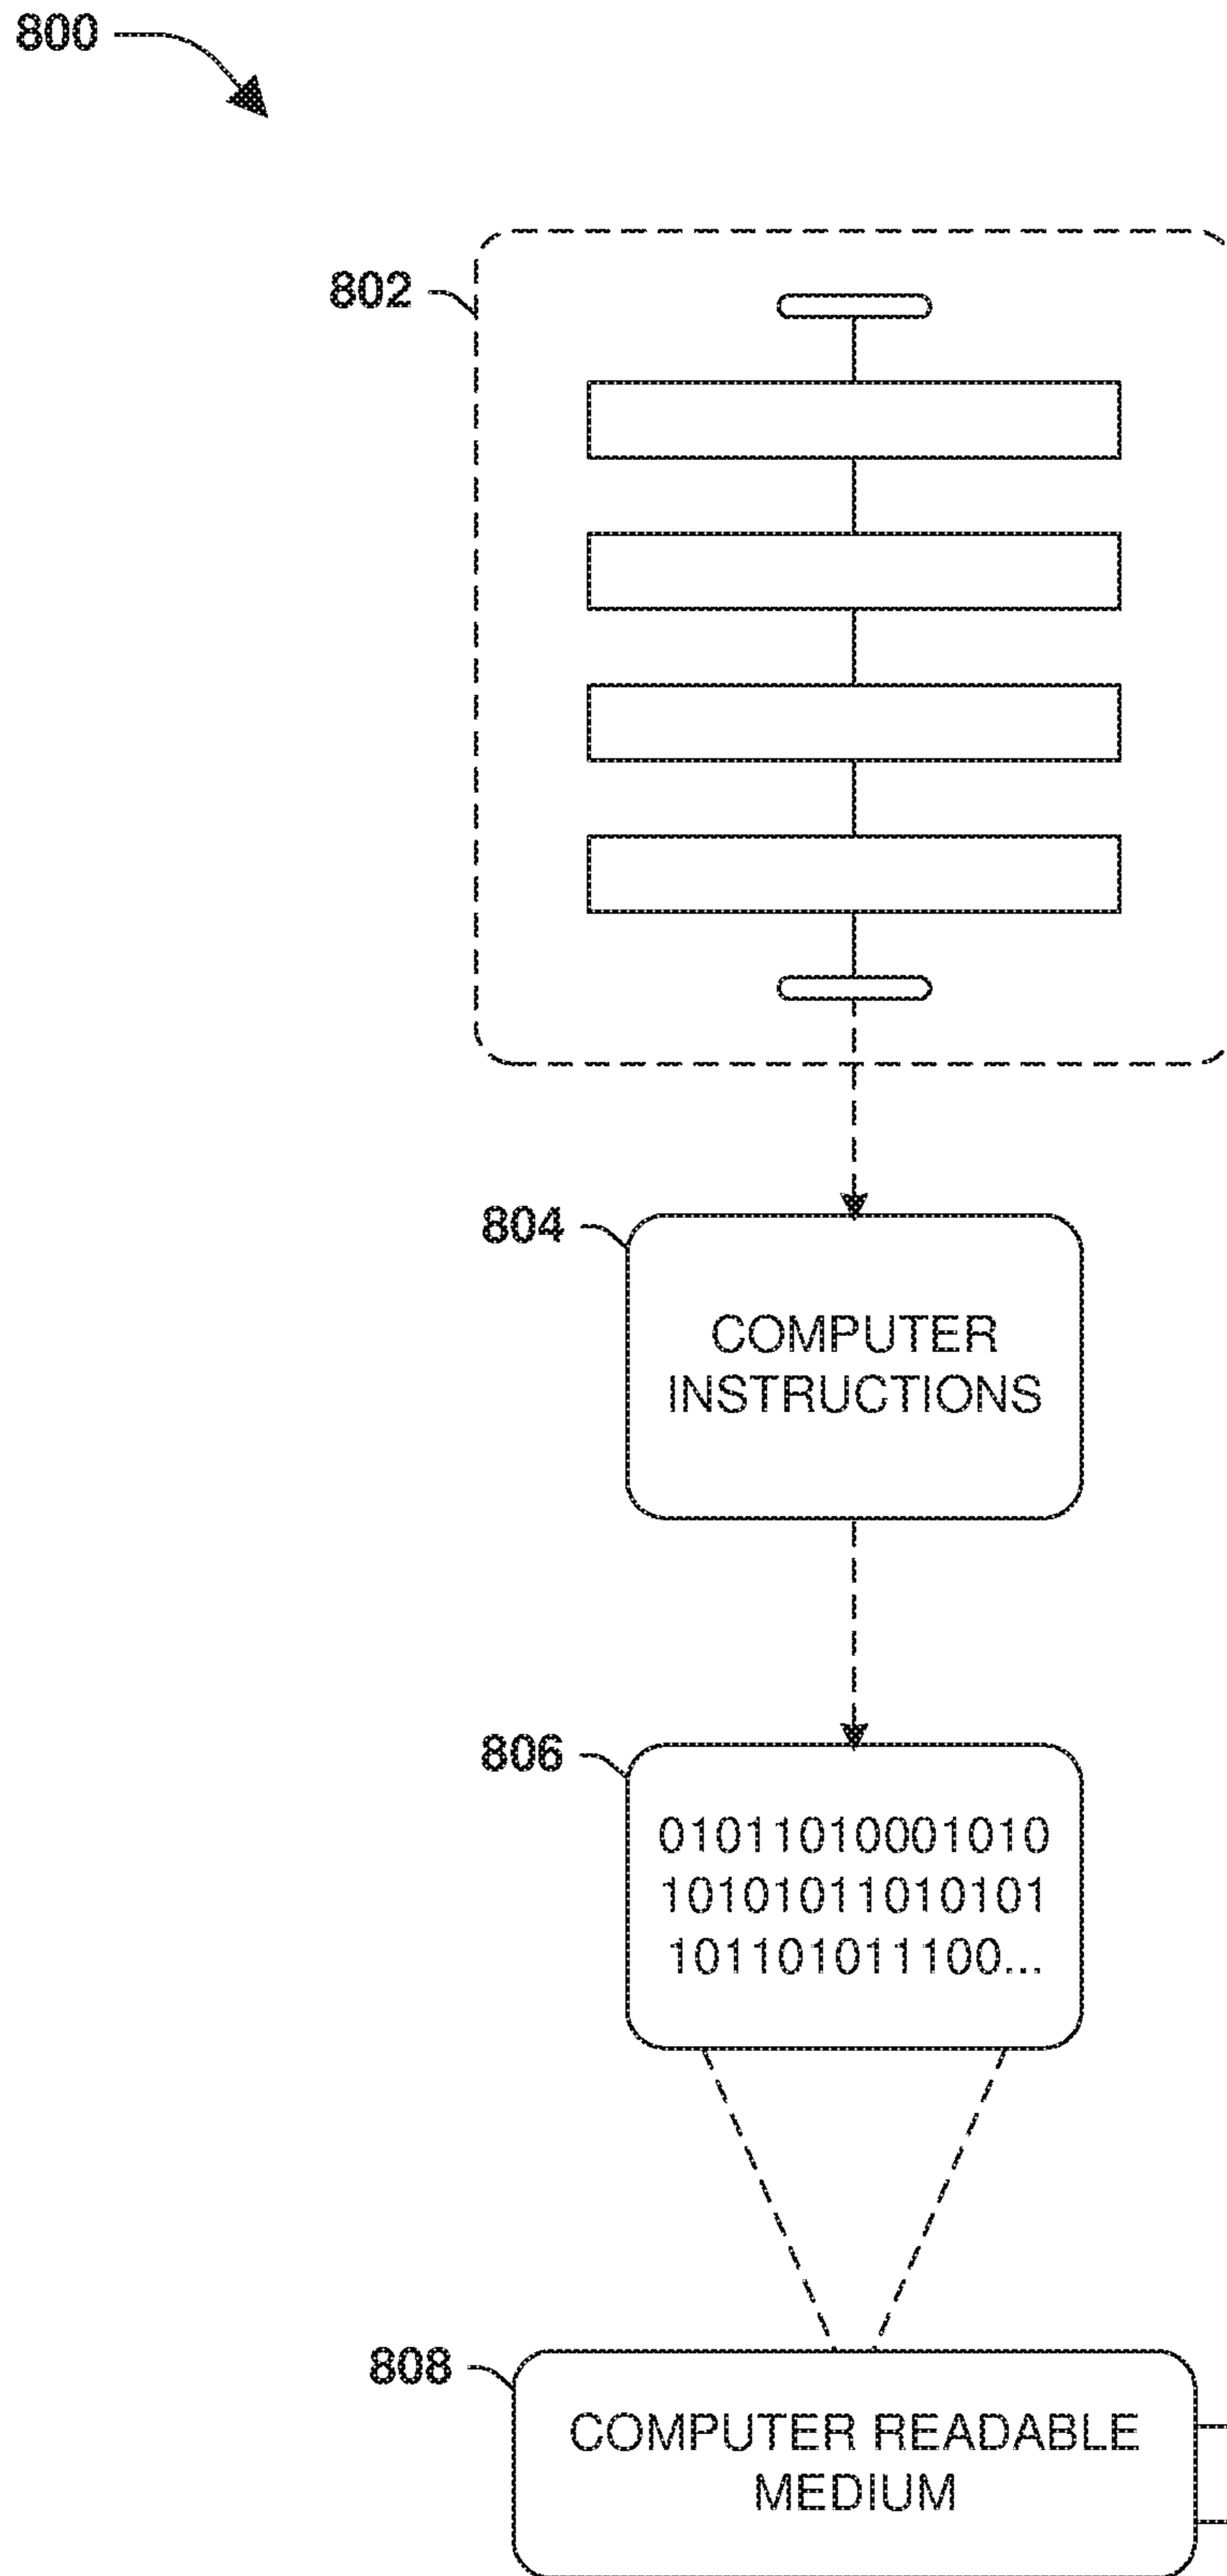 800
802
804
COMPUTER
INSTRUCTIONS
806
01011010001010
10101011010101
101101011100...
808
COMPUTER READABLE
MEDIUM